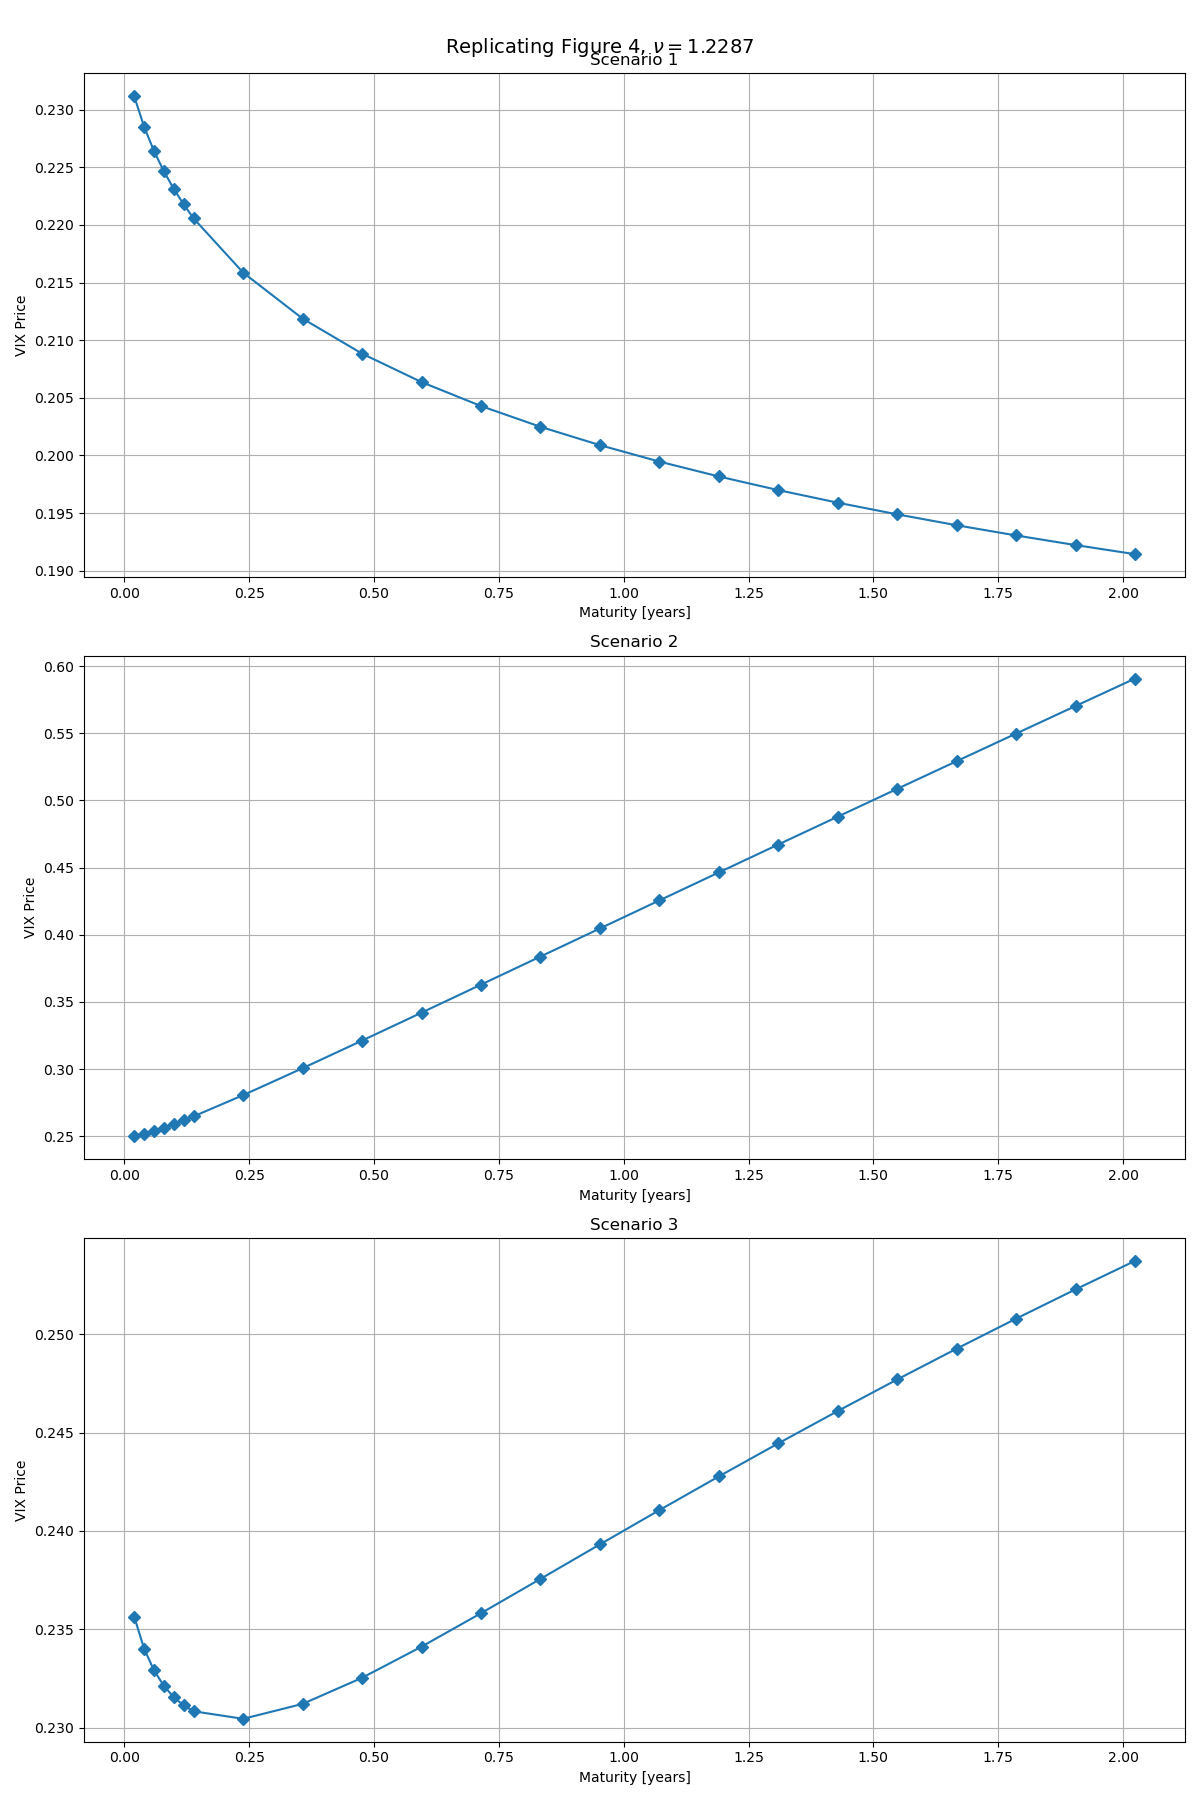 Replicating Figure 4, ν = 1.2287
Scenario 1
0.230
0.225
0.220
0.215
0.210
0.205
0.200
0.195
0.190
VIX Price
0.00 0.25 0.50 0.75 1.00 1.25 1.50 1.75 2.00
Maturity [years]
Scenario 2
0.60
0.55
0.50
0.45
0.40
0.35
0.30
0.25
VIX Price
0.00 0.25 0.50 0.75 1.00 1.25 1.50 1.75 2.00
Maturity [years]
Scenario 3
0.250
0.245
0.240
0.235
0.230
VIX Price
0.00 0.25 0.50 0.75 1.00 1.25 1.50 1.75 2.00
Maturity [years]